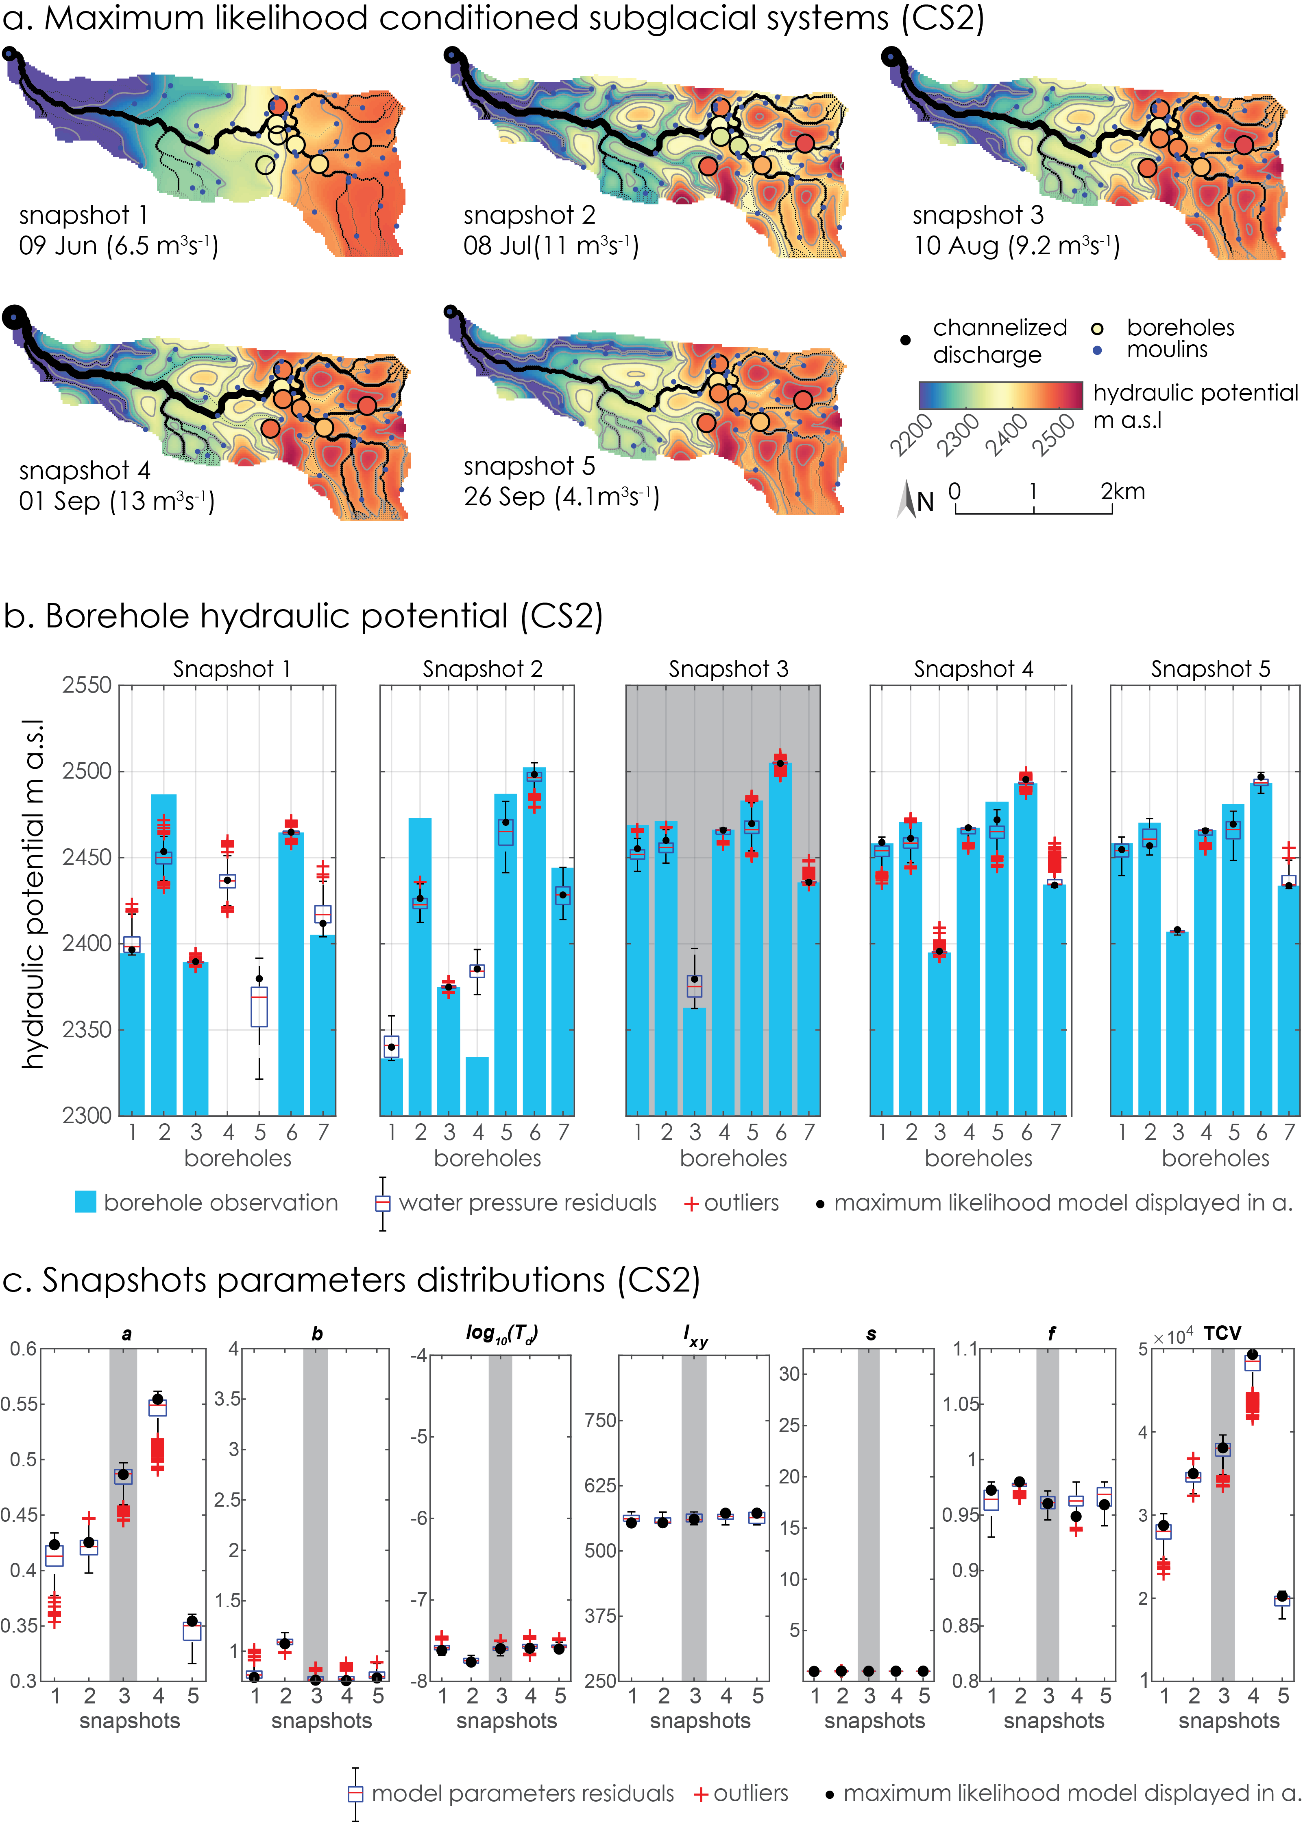 a. Maximum likelihood conditioned subglacial systems (CS2)
snapshot 1
09 Jun (6.5 m³s⁻¹)
snapshot 2
08 Jul(11 m³s⁻¹)
snapshot 3
10 Aug (9.2 m³s⁻¹)
snapshot 4
01 Sep (13 m³s⁻¹)
snapshot 5
26 Sep (4.1m³s⁻¹)
channelized
discharge
boreholes
moulins
hydraulic potential
m a.s.l
2200 2300 2400 2500
N 0 1 2km
b. Borehole hydraulic potential (CS2)
Snapshot 1 Snapshot 2 Snapshot 3 Snapshot 4 Snapshot 5
hydraulic potential m a.s.l
2550
2500
2450
2400
2350
2300
1 2 3 4 5 6 7 1 2 3 4 5 6 7 1 2 3 4 5 6 7 1 2 3 4 5 6 7 1 2 3 4 5 6 7
boreholes boreholes boreholes boreholes boreholes
borehole observation water pressure residuals outliers maximum likelihood model displayed in a.
c. Snapshots parameters distributions (CS2)
a
0.6
0.55
0.5
0.45
0.4
0.35
0.3
1 2 3 4 5
snapshots
b
4
3.5
3
2.5
2
1.5
1
1 2 3 4 5
snapshots
log₁₀(T_d)
-4
-5
-6
-7
-8
1 2 3 4 5
snapshots
I_xy
750
625
500
375
250
1 2 3 4 5
snapshots
s
30
25
20
15
10
5
1 2 3 4 5
snapshots
f
1.1
1.05
1
0.95
0.9
0.85
0.8
1 2 3 4 5
snapshots
×10⁴ TCV
5
4
3
2
1
1 2 3 4 5
snapshots
model parameters residuals outliers maximum likelihood model displayed in a.